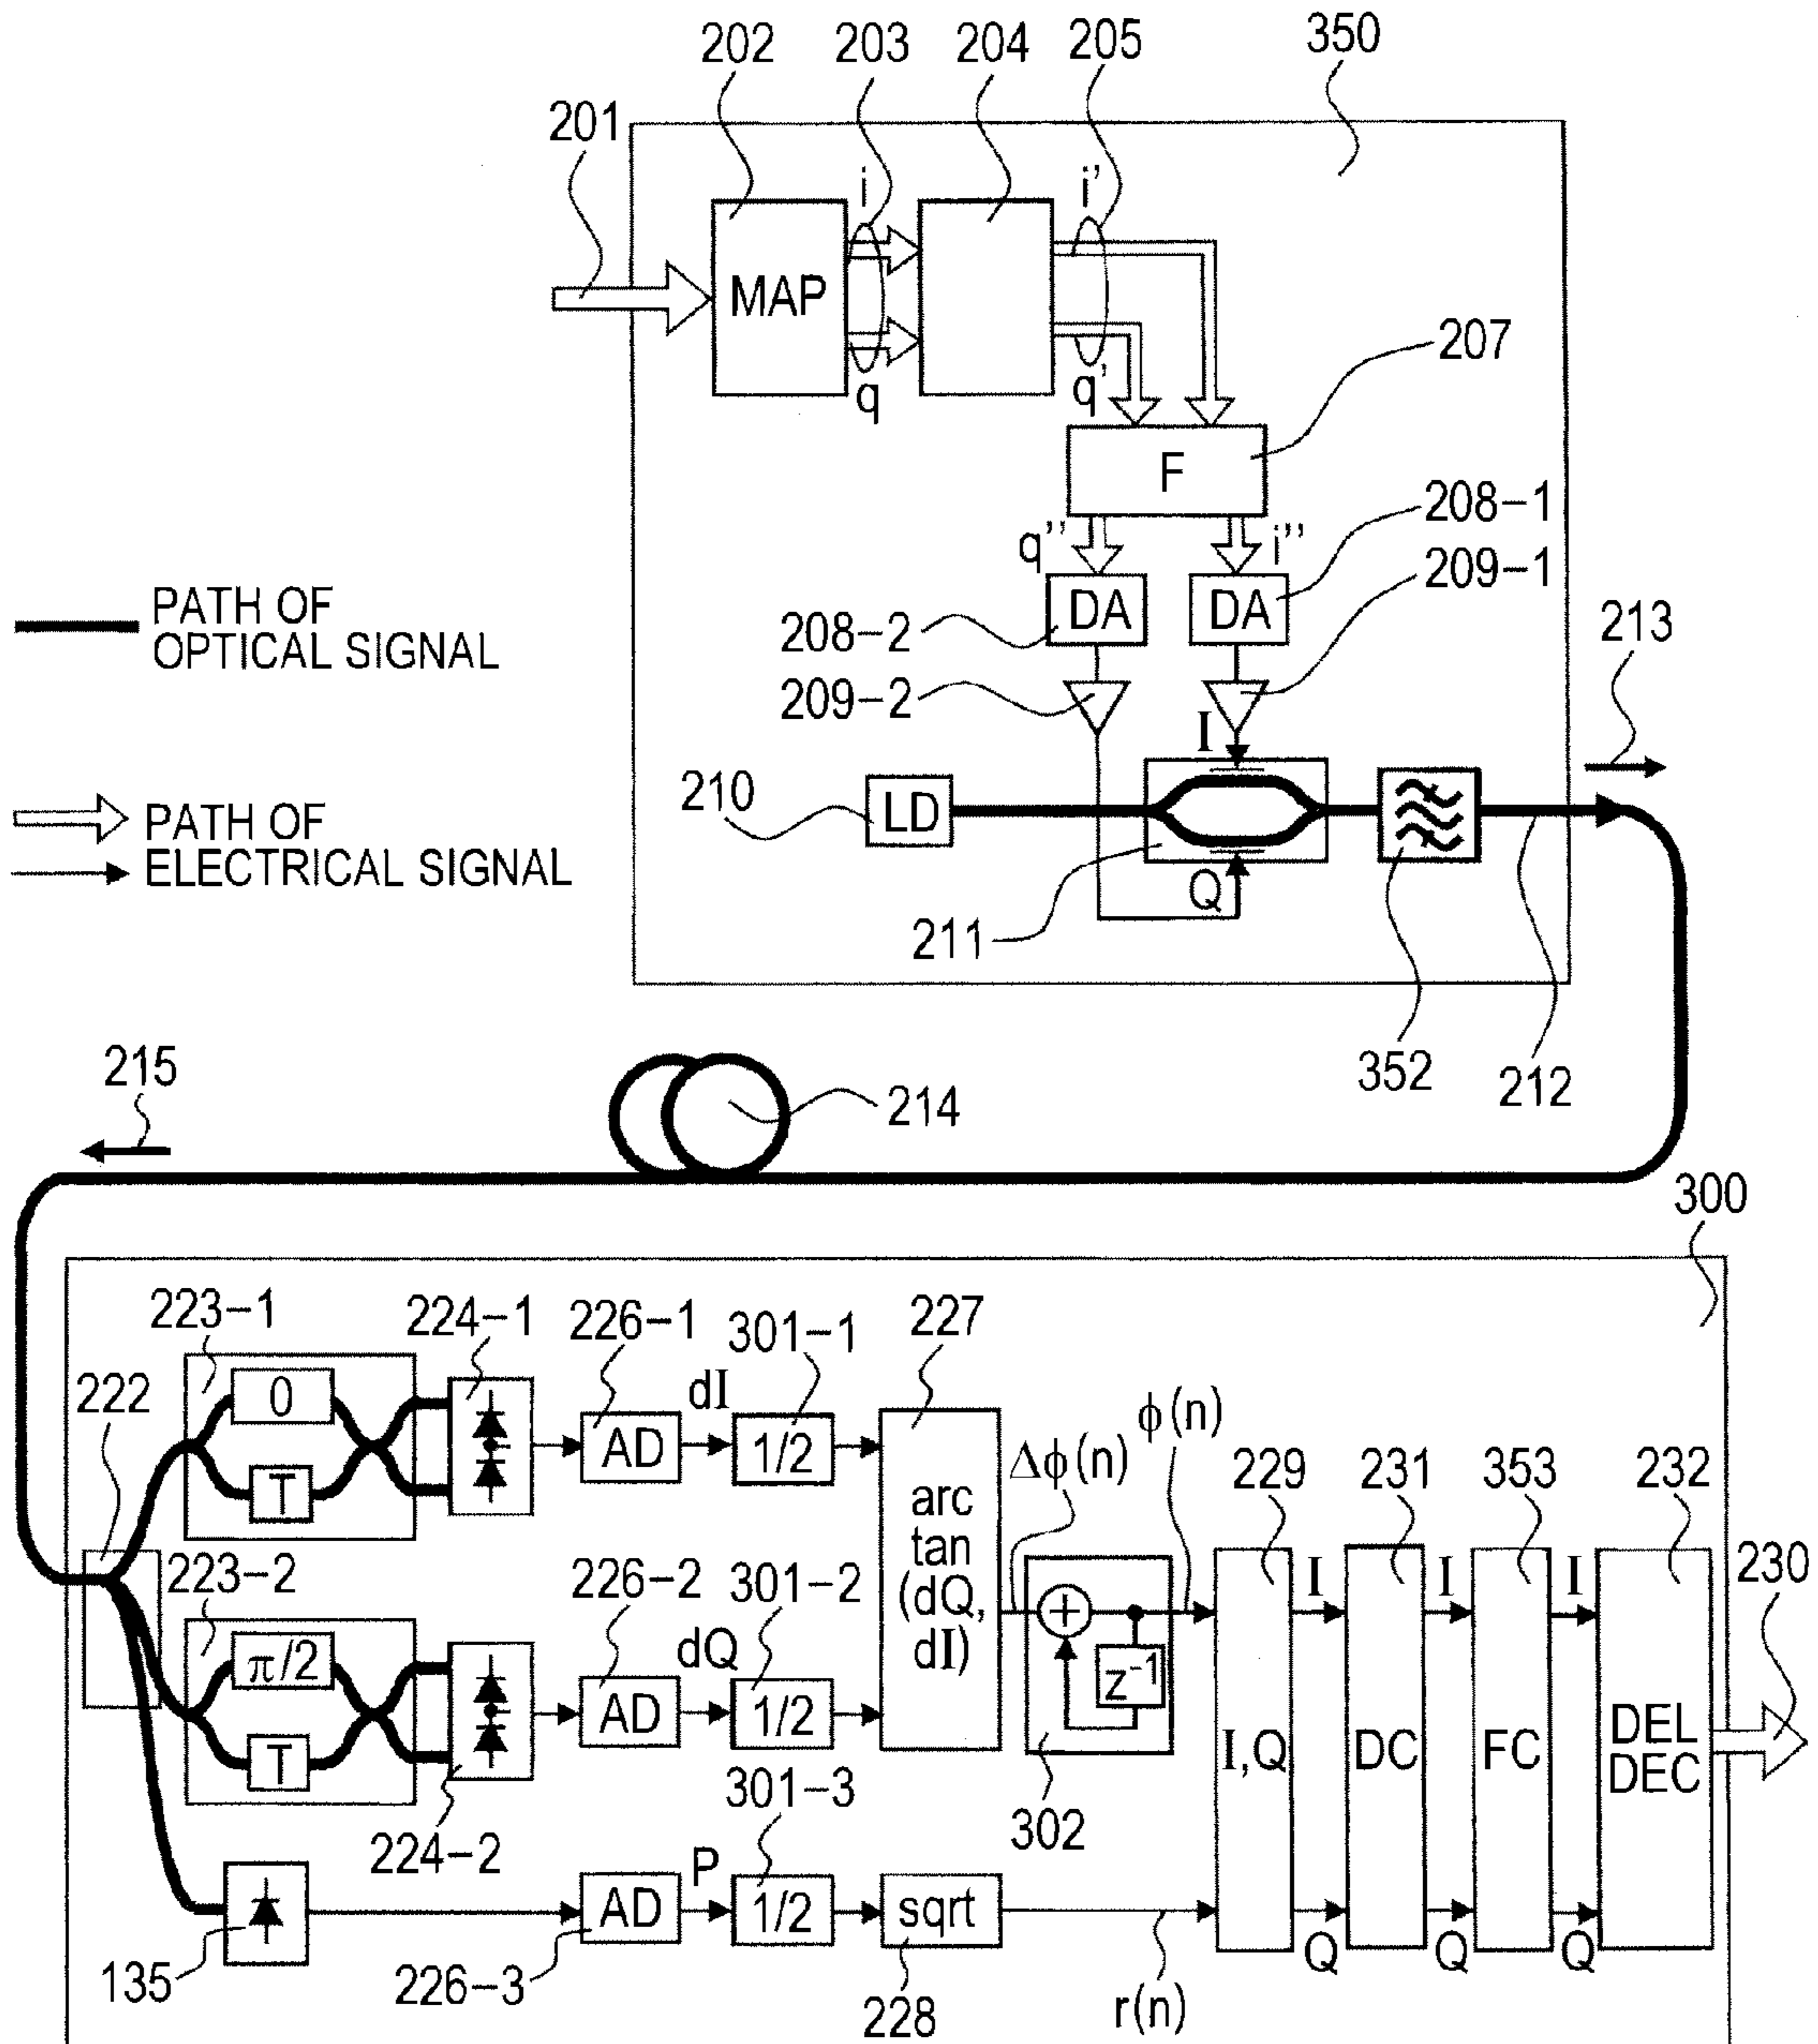 202
203
204
205
350
201
i
i'
MAP
q
q'
207
F
208-1
q''
i''
DA
DA
209-1
208-2
209-2
213
PATH OF
OPTICAL SIGNAL
PATH OF
ELECTRICAL SIGNAL
I
210
LD
Q
211
352
212
215
214
300
223-1
224-1
226-1
301-1
227
222
0
T
dI
AD
1/2
Δϕ(n)
ϕ(n)
229
231
353
232
arc
tan
(dQ,
dI)
223-2
226-2
301-2
I
I
I
230
π/2
T
dQ
AD
1/2
+
z⁻¹
I,Q
DC
FC
DEL
DEC
302
224-2
301-3
P
AD
1/2
sqrt
135
226-3
228
r(n)
Q
Q
Q